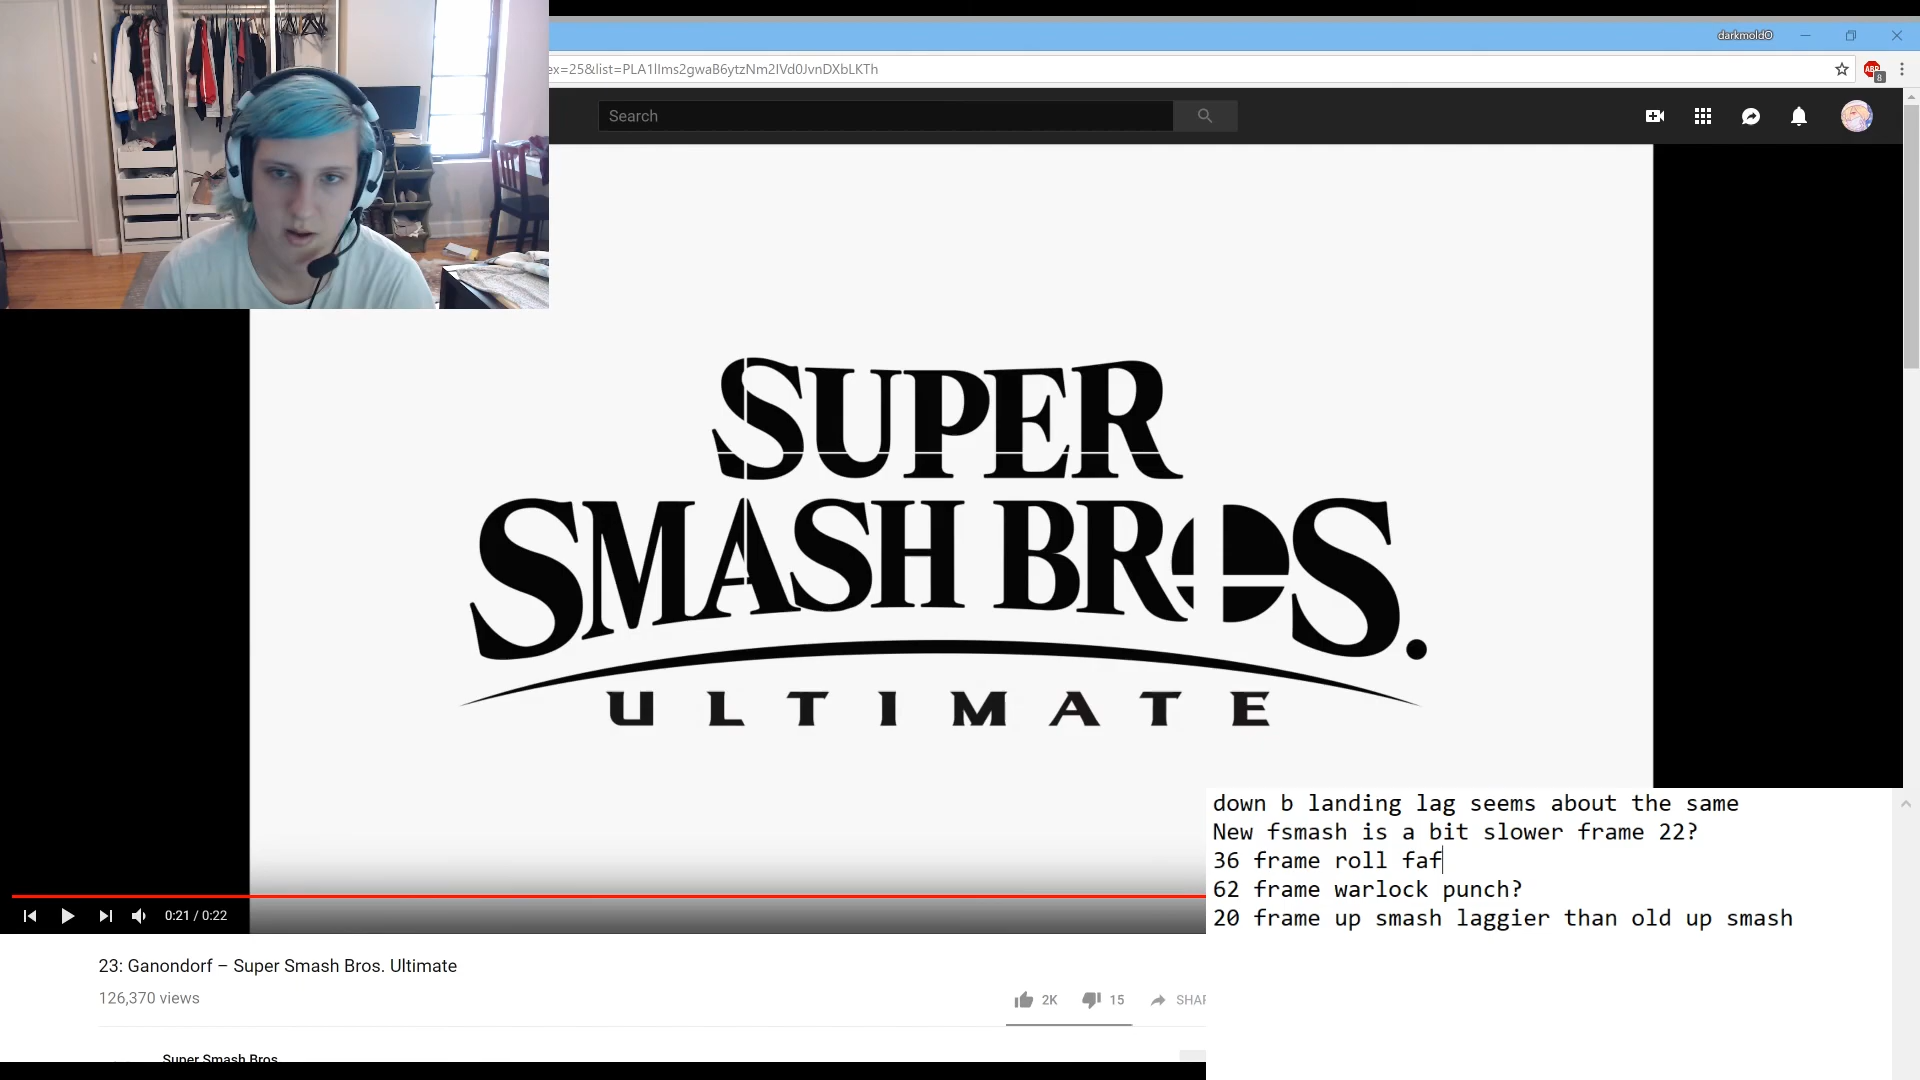 darkmold0
ex=25&list=PLA1lIms2gwaB6ytzNm2IVd0JvnDXbLKTh
ABP
8
Search
SUPER
SMASH BROS.
ULTIMATE
down b landing lag seems about the same
New fsmash is a bit slower frame 22?
36 frame roll faf
62 frame warlock punch?
20 frame up smash laggier than old up smash
0:21 / 0:22
23: Ganondorf – Super Smash Bros. Ultimate
126,370 views
2K
15
SHAR
Super Smash Bros